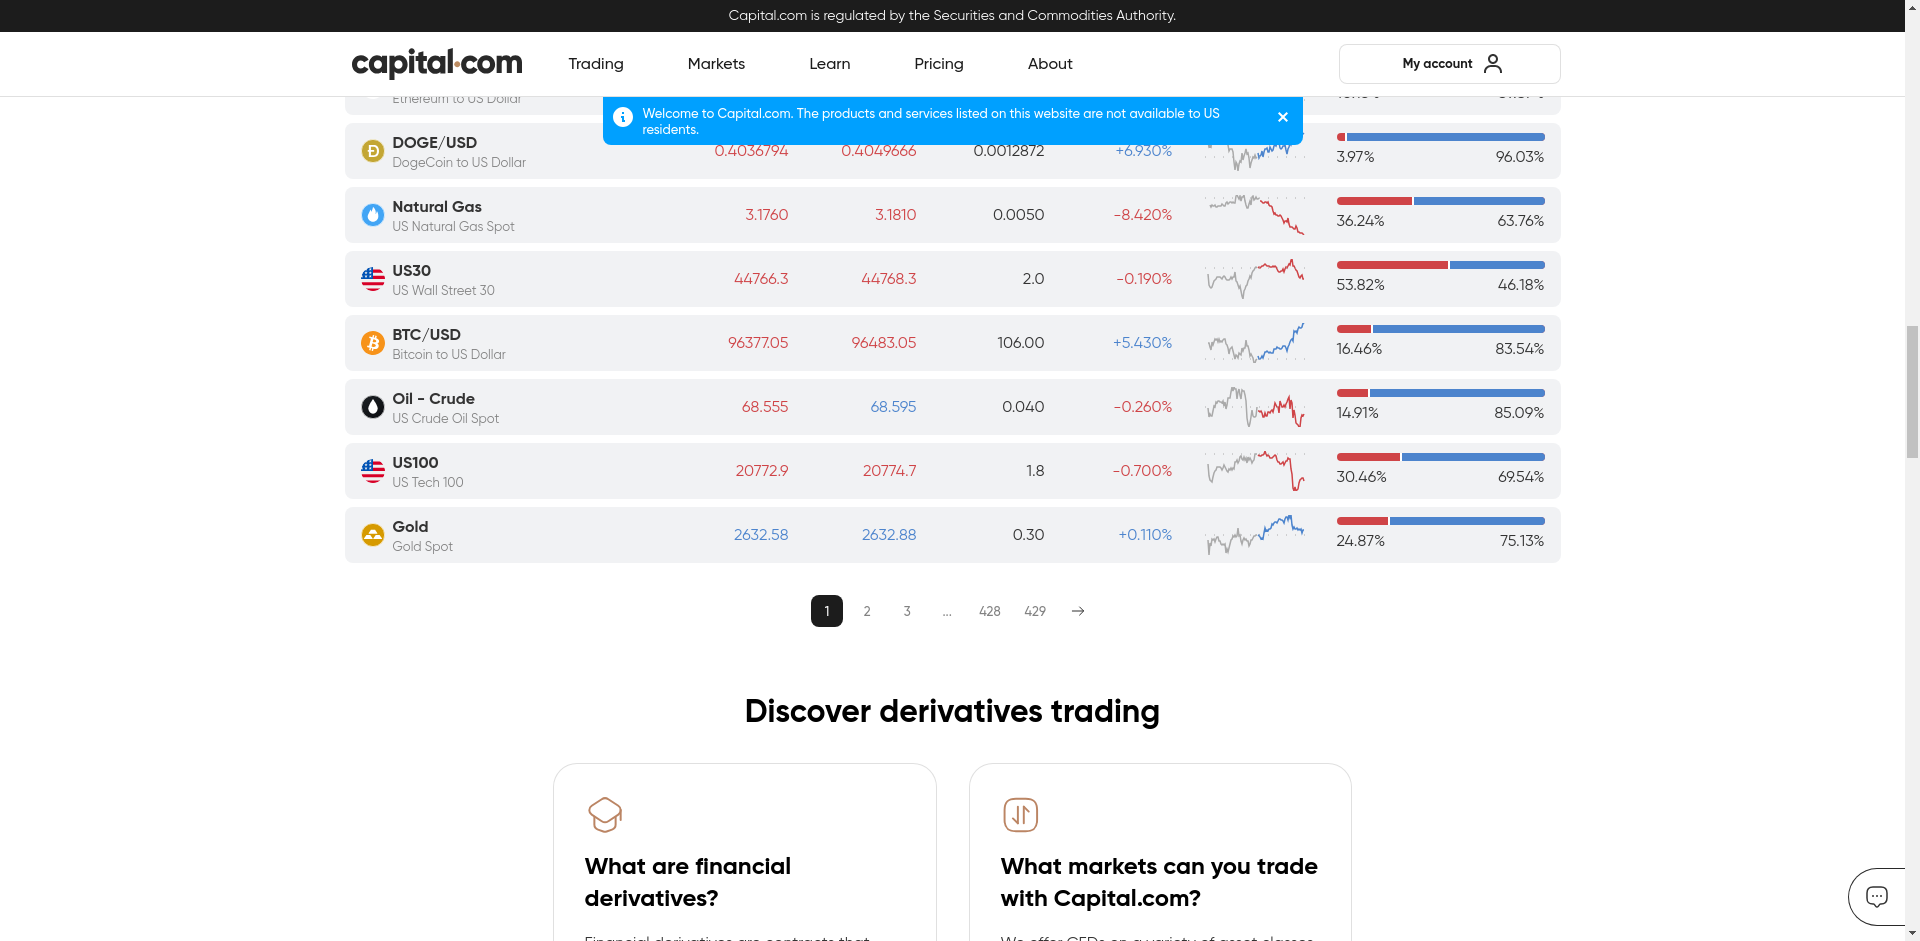 Capital.com is regulated by the Securities and Commodities Authority.
capital.com
Trading
Markets
Learn
Pricing
About
My account
Ethereum to US Dollar
Welcome to Capital.com. The products and services listed on this website are not available to US
residents.
DOGE/USD
DogeCoin to US Dollar
0.4036794
0.4049666
0.0012872
+6.930%
3.97%
96.03%
Natural Gas
US Natural Gas Spot
3.1760
3.1810
0.0050
-8.420%
36.24%
63.76%
US30
US Wall Street 30
44766.3
44768.3
2.0
-0.190%
53.82%
46.18%
BTC/USD
Bitcoin to US Dollar
96377.05
96483.05
106.00
+5.430%
16.46%
83.54%
Oil - Crude
US Crude Oil Spot
68.555
68.595
0.040
-0.260%
14.91%
85.09%
US100
US Tech 100
20772.9
20774.7
1.8
-0.700%
30.46%
69.54%
Gold
Gold Spot
2632.58
2632.88
0.30
+0.110%
24.87%
75.13%
1
2
3
...
428
429
Discover derivatives trading
What are financial
derivatives?
What markets can you trade
with Capital.com?
Financial derivatives are contracts that
We offer CFDs on a variety of asset classes